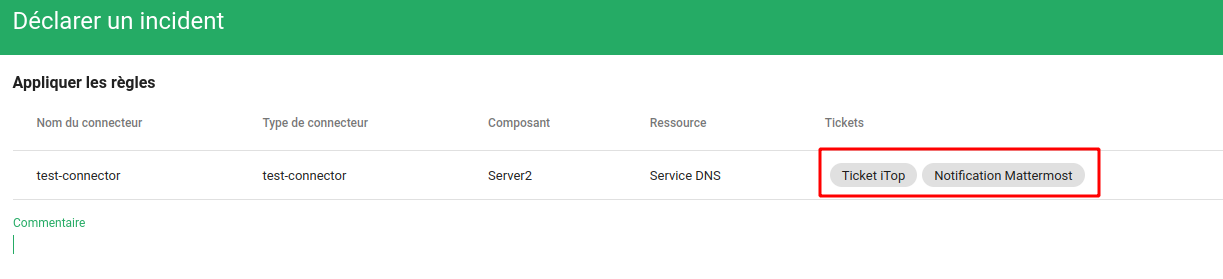 Déclarer un incident
Appliquer les règles
Nom du connecteur Type de connecteur Composant Ressource Tickets
test-connector test-connector Server2 Service DNS Ticket iTop Notification Mattermost
Commentaire